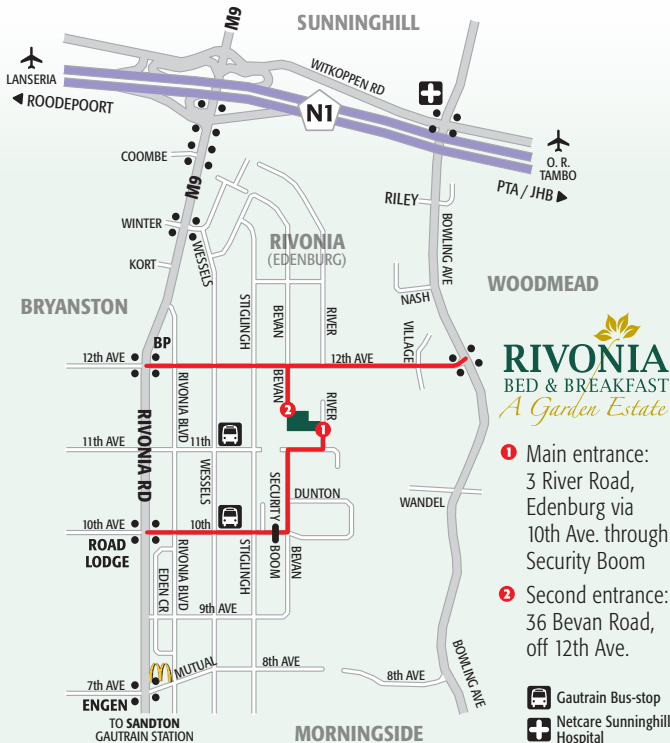 M9
SUNNINGHILL
WITKOPPEN RD
LANSERIA
ROODEPOORT
N1
O. R.
TAMBO
PTA / JHB
COOMBE
M9
RILEY
BOWLING AVE
WINTER
WESSELS
RIVONIA
(EDENBURG)
KORT
STIGLINGH
BEVAN
RIVER
NASH
WOODMEAD
BRYANSTON
VILLAGE
BP
12th AVE
12th AVE
RIVONIA
BED & BREAKFAST
A Garden Estate
BEVAN
RIVER
2
1
RIVONIA BLVD
RIVONIA RD
11th AVE
11th
WESSELS
SECURITY
BOOM
DUNTON
WANDEL
10th AVE
10th
ROAD
LODGE
RIVONIA BLVD
STIGLINGH
BEVAN
EDEN CR
9th AVE
MUTUAL
8th AVE
8th AVE
BOWLING AVE
7th AVE
ENGEN
TO SANDTON
GAUTRAIN STATION
MORNINGSIDE
1 Main entrance:
3 River Road,
Edenburg via
10th Ave. through
Security Boom
2 Second entrance:
36 Bevan Road,
off 12th Ave.
Gautrain Bus-stop
Netcare Sunninghill
Hospital